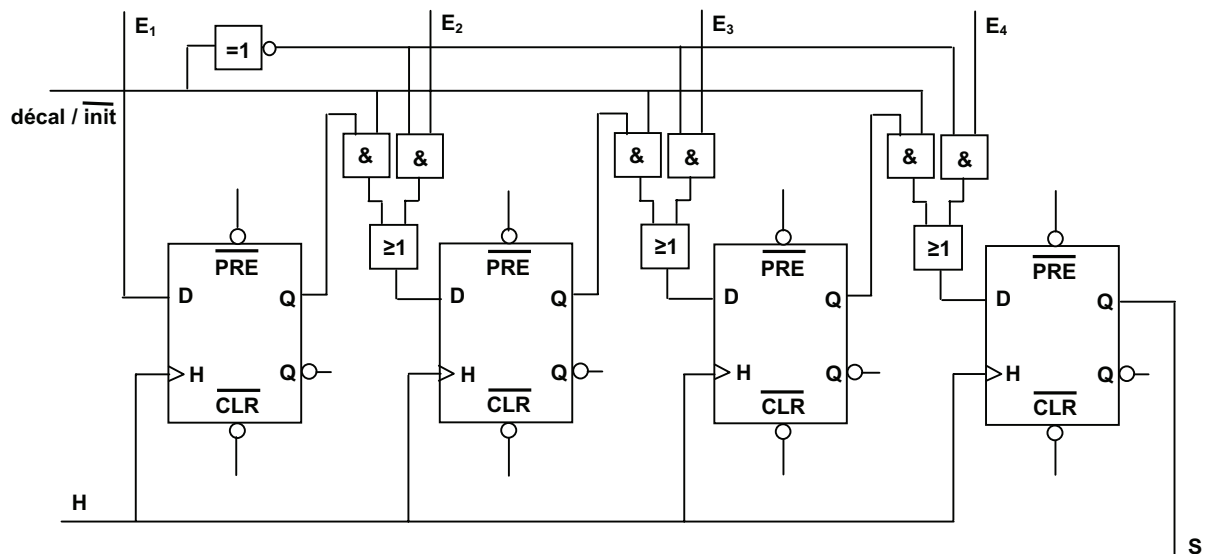 E₁ E₂ E₃ E₄
=1
décal / init
& & & & & &
≥1 ≥1 ≥1
PRE PRE PRE PRE
D Q D Q D Q D Q
H Q H Q H Q H Q
CLR CLR CLR CLR
H
S